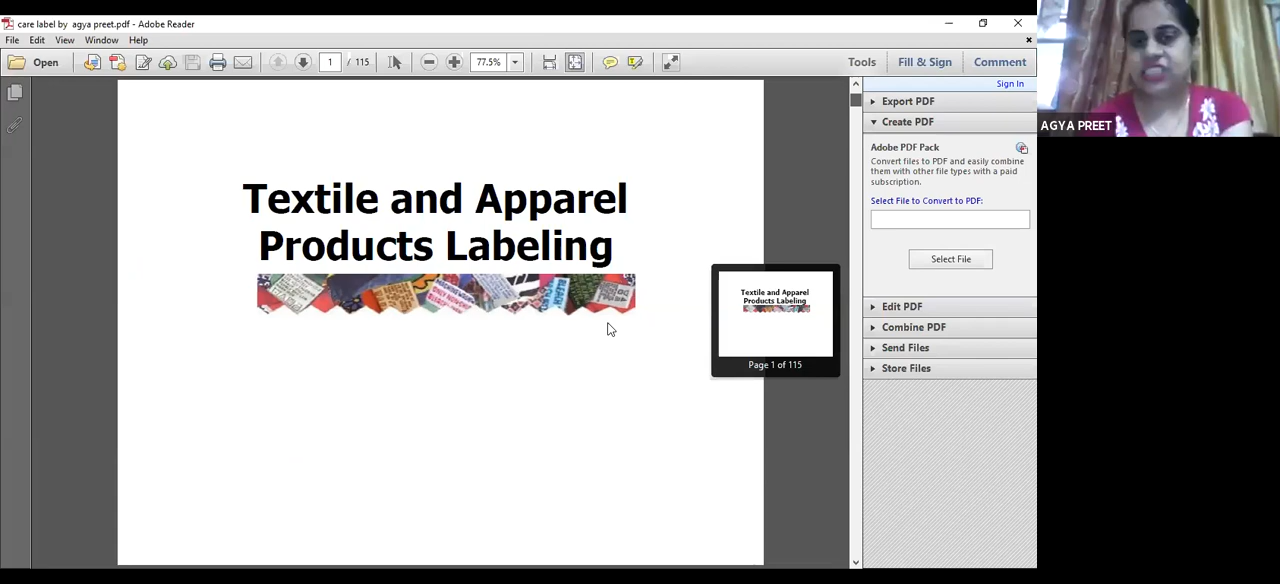 care label by agya preet.pdf - Adobe Reader
File Edit View Window Help
Open 1 / 115 77.5% Tools Fill & Sign Comment
Sign In
Export PDF
Create PDF
Adobe PDF Pack
Convert files to PDF and easily combine
them with other file types with a paid
subscription.
Select File to Convert to PDF:
Select File
Edit PDF
Combine PDF
Send Files
Store Files
Textile and Apparel
Products Labeling
Textile and Apparel
Products Labeling
Page 1 of 115
AGYA PREET